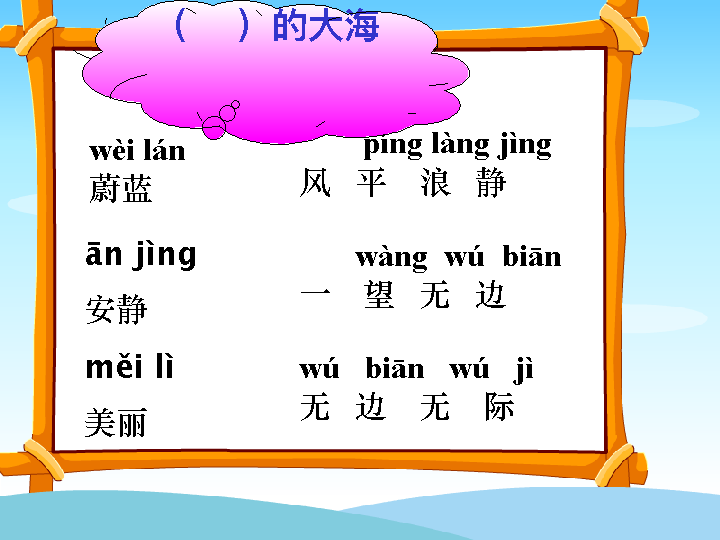 （ ）的大海
wèi lán
蔚蓝
ān jìng
安静
měi lì
美丽
píng làng jìng
风 平 浪 静
wàng wú biān
一 望 无 边
wú biān wú jì
无 边 无 际